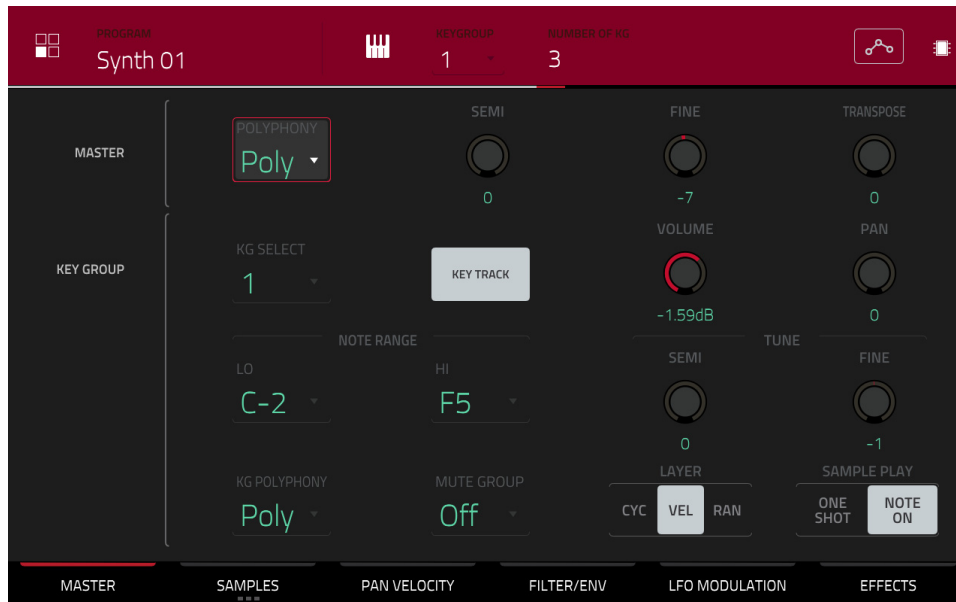 PROGRAM KEYGROUP NUMBER OF KG
Synth 01 1 3
SEMI FINE TRANSPOSE
POLYPHONY
MASTER Poly
0 -7 0
VOLUME PAN
KG SELECT
KEY GROUP 1 KEY TRACK
-1.59dB 0
NOTE RANGE TUNE
LO HI SEMI FINE
C-2 F5
0 -1
LAYER SAMPLE PLAY
KG POLYPHONY MUTE GROUP
Poly Off CYC VEL RAN ONE SHOT NOTE ON
MASTER SAMPLES PAN VELOCITY FILTER/ENV LFO MODULATION EFFECTS